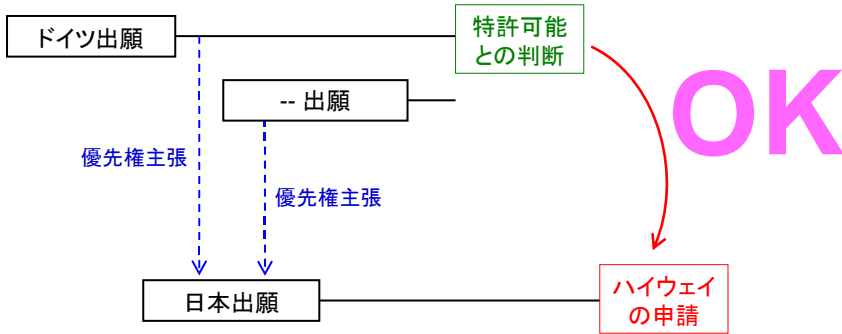 ドイツ出願
特許可能
との判断
OK
-- 出願
優先権主張
優先権主張
日本出願
ハイウェイ
の申請